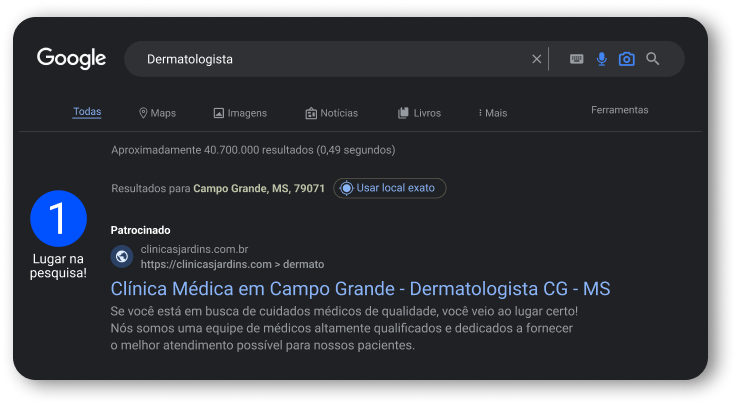 Google
Dermatologista
Todas
Maps
Imagens
Notícias
Livros
Mais
Ferramentas
Aproximadamente 40.700.000 resultados (0,49 segundos)
Resultados para Campo Grande, MS, 79071
Usar local exato
1
Lugar na
pesquisa!
Patrocinado
clinicasjardins.com.br
https://clinicasjardins.com > dermato
Clínica Médica em Campo Grande - Dermatologista CG - MS
Se você está em busca de cuidados médicos de qualidade, você veio ao lugar certo!
Nós somos uma equipe de médicos altamente qualificados e dedicados a fornecer
o melhor atendimento possível para nossos pacientes.